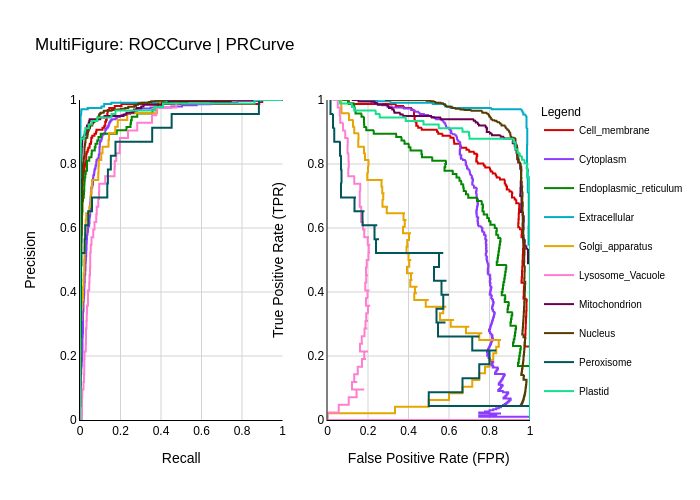 MultiFigure: ROCCurve | PRCurve
Precision
1
0.8
0.6
0.4
0.2
0
0
0.2
0.4
0.6
0.8
1
Recall
True Positive Rate (TPR)
1
0.8
0.6
0.4
0.2
0
0
0.2
0.4
0.6
0.8
1
False Positive Rate (FPR)
Legend
Cell_membrane
Cytoplasm
Endoplasmic_reticulum
Extracellular
Golgi_apparatus
Lysosome_Vacuole
Mitochondrion
Nucleus
Peroxisome
Plastid